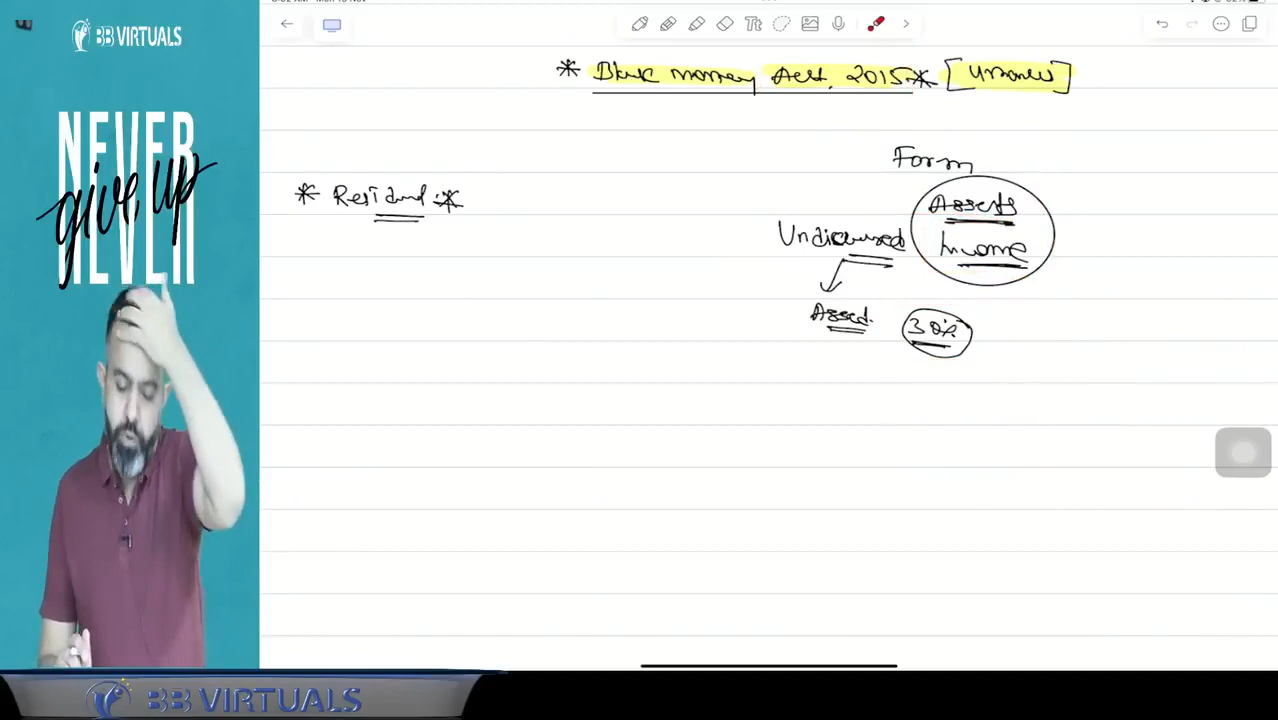 BB VIRTUALS
NEVER
give up
NEVER
* Black money Act, 2015 *
* Resident :*
Form
Assets
Undisclosed
Income
Assed.
30%
BB VIRTUALS